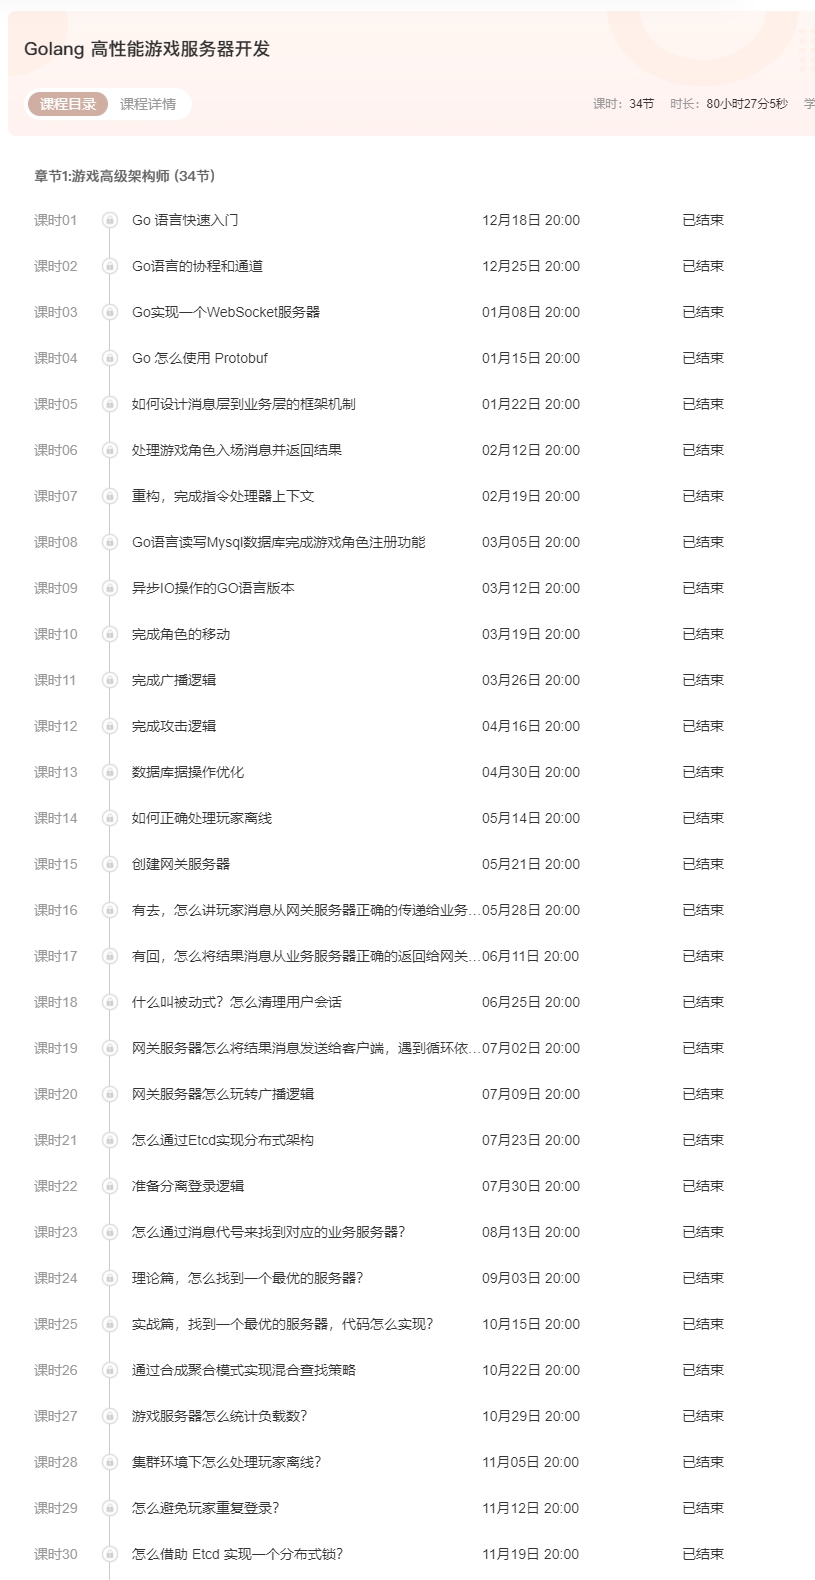 Golang 高性能游戏服务器开发
课程目录 课程详情 课时：34节 时长：80小时27分5秒 学
章节1:游戏高级架构师 (34节)
课时01 Go 语言快速入门 12月18日 20:00 已结束
课时02 Go语言的协程和通道 12月25日 20:00 已结束
课时03 Go实现一个WebSocket服务器 01月08日 20:00 已结束
课时04 Go 怎么使用 Protobuf 01月15日 20:00 已结束
课时05 如何设计消息层到业务层的框架机制 01月22日 20:00 已结束
课时06 处理游戏角色入场消息并返回结果 02月12日 20:00 已结束
课时07 重构，完成指令处理器上下文 02月19日 20:00 已结束
课时08 Go语言读写Mysql数据库完成游戏角色注册功能 03月05日 20:00 已结束
课时09 异步IO操作的GO语言版本 03月12日 20:00 已结束
课时10 完成角色的移动 03月19日 20:00 已结束
课时11 完成广播逻辑 03月26日 20:00 已结束
课时12 完成攻击逻辑 04月16日 20:00 已结束
课时13 数据库据操作优化 04月30日 20:00 已结束
课时14 如何正确处理玩家离线 05月14日 20:00 已结束
课时15 创建网关服务器 05月21日 20:00 已结束
课时16 有去，怎么讲玩家消息从网关服务器正确的传递给业务... 05月28日 20:00 已结束
课时17 有回，怎么将结果消息从业务服务器正确的返回给网关... 06月11日 20:00 已结束
课时18 什么叫被动式？怎么清理用户会话 06月25日 20:00 已结束
课时19 网关服务器怎么将结果消息发送给客户端，遇到循环依... 07月02日 20:00 已结束
课时20 网关服务器怎么玩转广播逻辑 07月09日 20:00 已结束
课时21 怎么通过Etcd实现分布式架构 07月23日 20:00 已结束
课时22 准备分离登录逻辑 07月30日 20:00 已结束
课时23 怎么通过消息代号来找到对应的业务服务器？ 08月13日 20:00 已结束
课时24 理论篇，怎么找到一个最优的服务器？ 09月03日 20:00 已结束
课时25 实战篇，找到一个最优的服务器，代码怎么实现？ 10月15日 20:00 已结束
课时26 通过合成聚合模式实现混合查找策略 10月22日 20:00 已结束
课时27 游戏服务器怎么统计负载数？ 10月29日 20:00 已结束
课时28 集群环境下怎么处理玩家离线？ 11月05日 20:00 已结束
课时29 怎么避免玩家重复登录？ 11月12日 20:00 已结束
课时30 怎么借助 Etcd 实现一个分布式锁？ 11月19日 20:00 已结束